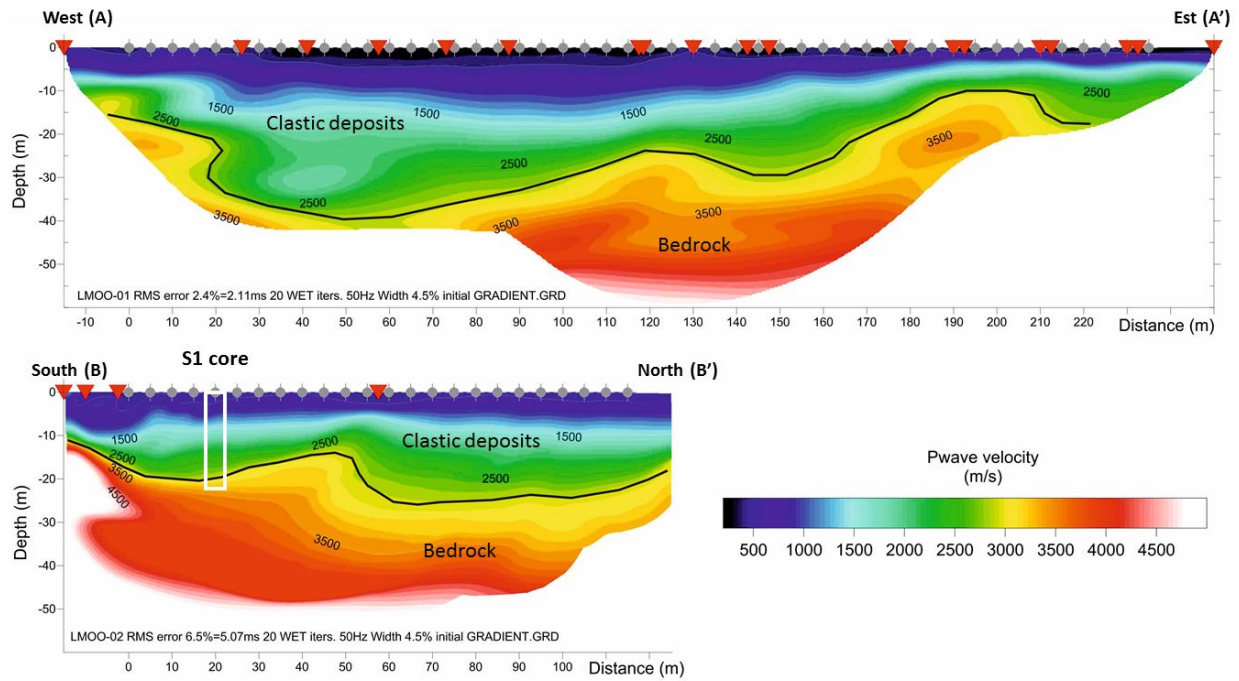 West (A)
Est (A')
0
-10
-20
-30
-40
-50
Depth (m)
2500
1500
1500
1500
2500
Clastic deposits
2500
2500
3500
2500
3500
3500
3500
Bedrock
LMOO-01 RMS error 2.4%=2.11ms 20 WET iters. 50Hz Width 4.5% initial GRADIENT.GRD
-10 0 10 20 30 40 50 60 70 80 90 100 110 120 130 140 150 160 170 180 190 200 210 220
Distance (m)
S1 core
South (B)
North (B')
0
-10
-20
-30
-40
-50
Depth (m)
1500
2500
3500
4500
2500
Clastic deposits
1500
2500
3500
Bedrock
LMOO-02 RMS error 6.5%=5.07ms 20 WET iters. 50Hz Width 4.5% initial GRADIENT.GRD
0 10 20 30 40 50 60 70 80 90 100
Distance (m)
Pwave velocity
(m/s)
500 1000 1500 2000 2500 3000 3500 4000 4500